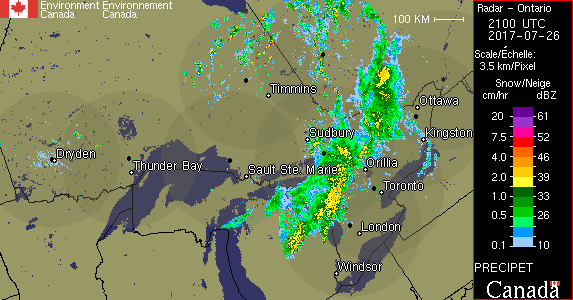 Environment Environnement
Canada Canada
100 KM
Timmins
Ottawa
Sudbury
Kingston
Dryden
Thunder Bay
Sault Ste. Marie
Orillia
Toronto
London
Windsor
Radar - Ontario
2100 UTC
2017-07-26
Scale/Échelle:
3.5 km/Pixel
Snow/Neige
cm/hr dBZ
20 61
7.5 52
4.0 46
2.0 39
1.0 33
0.5 26
0.1 10
PRECIPET
Canada